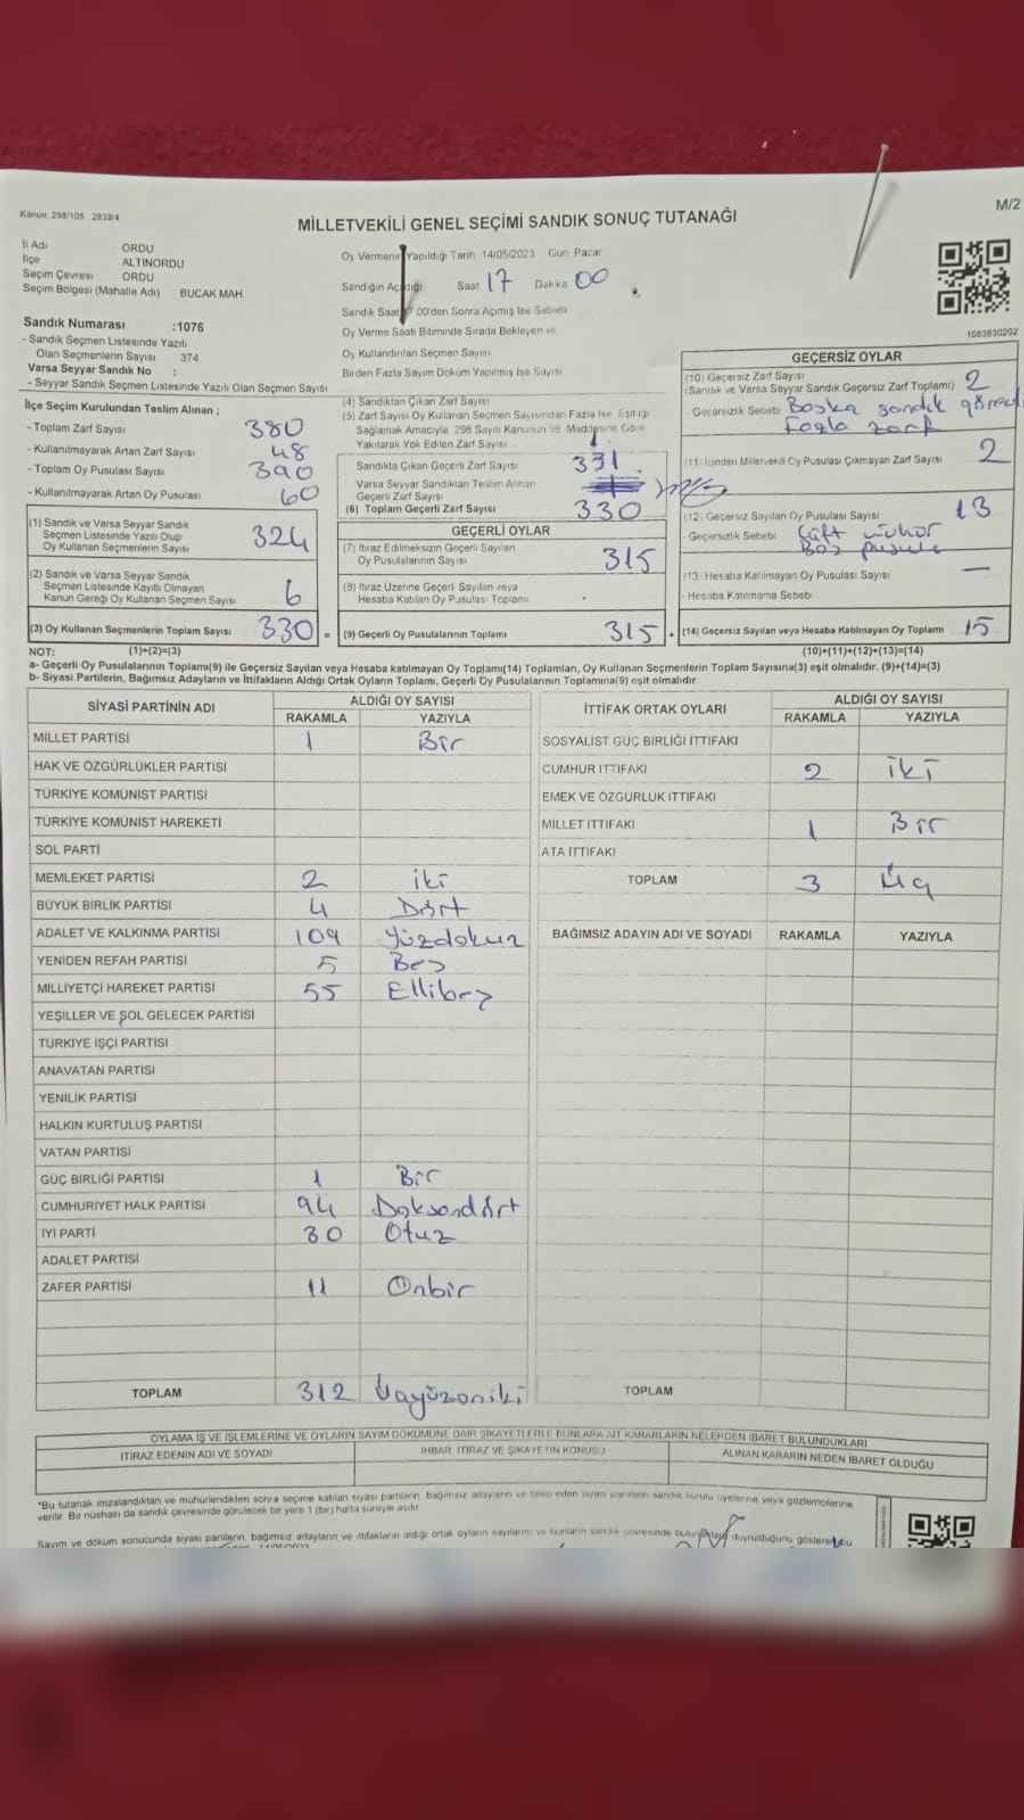 Kanun: 298/105 2839/4
M/2
MİLLETVEKİLİ GENEL SEÇİMİ SANDIK SONUÇ TUTANAĞI
İl Adı ORDU
İlçe ALTINORDU
Seçim Çevresi ORDU
Seçim Bölgesi (Mahalle Adı) BUCAK MAH.
Sandık Numarası :1076
- Sandık Seçmen Listesinde Yazılı
Olan Seçmenlerin Sayısı 374
Varsa Seyyar Sandık No :
- Seyyar Sandık Seçmen Listesinde Yazılı Olan Seçmen Sayısı
Oy Vermenin Yapıldığı Tarih 14/05/2023 Gün Pazar
Sandığın Açıldığı Saat 17 Dakika 00
Sandık Saat 00'den Sonra Açılmış İse Sebebi
Oy Verme Saati Bitiminde Sırada Bekleyen ve
Oy Kullandırılan Seçmen Sayısı
Birden Fazla Sayım Döküm Yapılmış İse Sayısı
İlçe Seçim Kurulundan Teslim Alınan ;
- Toplam Zarf Sayısı 380
- Kullanılmayarak Artan Zarf Sayısı 48
- Toplam Oy Pusulası Sayısı 390
- Kullanılmayarak Artan Oy Pusulası 60
(1) Sandık ve Varsa Seyyar Sandık
Seçmen Listesinde Yazılı Olup
Oy Kullanan Seçmenlerin Sayısı 324
(2) Sandık ve Varsa Seyyar Sandık
Seçmen Listesinde Kayıtlı Olmayan
Kanun Gereği Oy Kullanan Seçmen Sayısı 6
(3) Oy Kullanan Seçmenlerin Toplam Sayısı 330 =
(4) Sandıktan Çıkan Zarf Sayısı
(5) Zarf Sayısı Oy Kullanan Seçmen Sayısından Fazla İse Eşitliği
Sağlamak Amacıyla, 298 Sayılı Kanunun 98. Maddesine Göre
Yakılarak Yok Edilen Zarf Sayısı 1
Sandıkta Çıkan Geçerli Zarf Sayısı 331
Varsa Seyyar Sandıktan Teslim Alınan
Geçerli Zarf Sayısı
(6) Toplam Geçerli Zarf Sayısı 330
GEÇERLİ OYLAR
(7) İtiraz Edilmeksizin Geçerli Sayılan
Oy Pusulalarının Sayısı 315
(8) İtiraz Üzerine Geçerli Sayılan veya
Hesaba Katılan Oy Pusulası Toplamı
(9) Geçerli Oy Pusulalarının Toplamı 315 +
1083830202
GEÇERSİZ OYLAR
(10) Geçersiz Zarf Sayısı
(Sandık ve Varsa Seyyar Sandık Geçersiz Zarf Toplamı) 2
Geçersizlik Sebebi Başka sandık
Fazla zarf
(11) İçinden Milletvekili Oy Pusulası Çıkmayan Zarf Sayısı 2
(12) Geçersiz Sayılan Oy Pusulası Sayısı 13
- Geçersizlik Sebebi Çift mühür
Boş pusula
(13) Hesaba Katılmayan Oy Pusulası Sayısı —
- Hesaba Katılmama Sebebi
(14) Geçersiz Sayılan veya Hesaba Katılmayan Oy Toplamı 15
NOT: (1)+(2)=(3)
(10)+(11)+(12)+(13)=(14)
a- Geçerli Oy Pusulalarının Toplamı(9) ile Geçersiz Sayılan veya Hesaba katılmayan Oy Toplamı(14) Toplamları, Oy Kullanan Seçmenlerin Toplam Sayısına(3) eşit olmalıdır. (9)+(14)=(3)
b- Siyasi Partilerin, Bağımsız Adayların ve İttifakların Aldığı Ortak Oyların Toplamı, Geçerli Oy Pusulalarının Toplamına(9) eşit olmalıdır.
SİYASİ PARTİNİN ADI ALDIĞI OY SAYISI
RAKAMLA YAZIYLA
MİLLET PARTİSİ 1 Bir
HAK VE ÖZGÜRLÜKLER PARTİSİ
TÜRKİYE KOMÜNİST PARTİSİ
TÜRKİYE KOMÜNİST HAREKETİ
SOL PARTİ
MEMLEKET PARTİSİ 2 iki
BÜYÜK BİRLİK PARTİSİ 4 Dört
ADALET VE KALKINMA PARTİSİ 109 Yüzdokuz
YENİDEN REFAH PARTİSİ 5 Beş
MİLLİYETÇİ HAREKET PARTİSİ 55 Ellibeş
YEŞİLLER VE SOL GELECEK PARTİSİ
TÜRKİYE İŞÇİ PARTİSİ
ANAVATAN PARTİSİ
YENİLİK PARTİSİ
HALKIN KURTULUŞ PARTİSİ
VATAN PARTİSİ
GÜÇ BİRLİĞİ PARTİSİ 1 Bir
CUMHURİYET HALK PARTİSİ 94 Doksandört
İYİ PARTİ 30 Otuz
ADALET PARTİSİ
ZAFER PARTİSİ 11 Onbir
TOPLAM 312 Üçyüzoniki
İTTİFAK ORTAK OYLARI ALDIĞI OY SAYISI
RAKAMLA YAZIYLA
SOSYALİST GÜÇ BİRLİĞİ İTTİFAKI
CUMHUR İTTİFAKI 2 iki
EMEK VE ÖZGÜRLÜK İTTİFAKI
MİLLET İTTİFAKI 1 Bir
ATA İTTİFAKI
TOPLAM 3 Üç
BAĞIMSIZ ADAYIN ADI VE SOYADI RAKAMLA YAZIYLA
TOPLAM
OYLAMA İŞ VE İŞLEMLERİNE VE OYLARIN SAYIM DÖKÜMÜNE DAİR ŞİKAYETLERLE BUNLARA AİT KARARLARIN NELERDEN İBARET BULUNDUKLARI
İTİRAZ EDENİN ADI VE SOYADI İHBAR, İTİRAZ VE ŞİKAYETİN KONUSU ALINAN KARARIN NEDEN İBARET OLDUĞU
*Bu tutanak imzalandıktan ve mühürlendikten sonra seçime katılan siyasi partilerin, bağımsız adayların ve sandık kurulu üyelerine veya gözlemcilerine
verilir. Bir nüshası da sandık çevresinde görülecek bir yere 1 (bir) hafta süreyle asılır.
Sayım ve döküm sonucunda siyasi partilerin, bağımsız adayların ve ittifakların aldığı ortak oyların sayılarını ve bunların sandık çevresinde